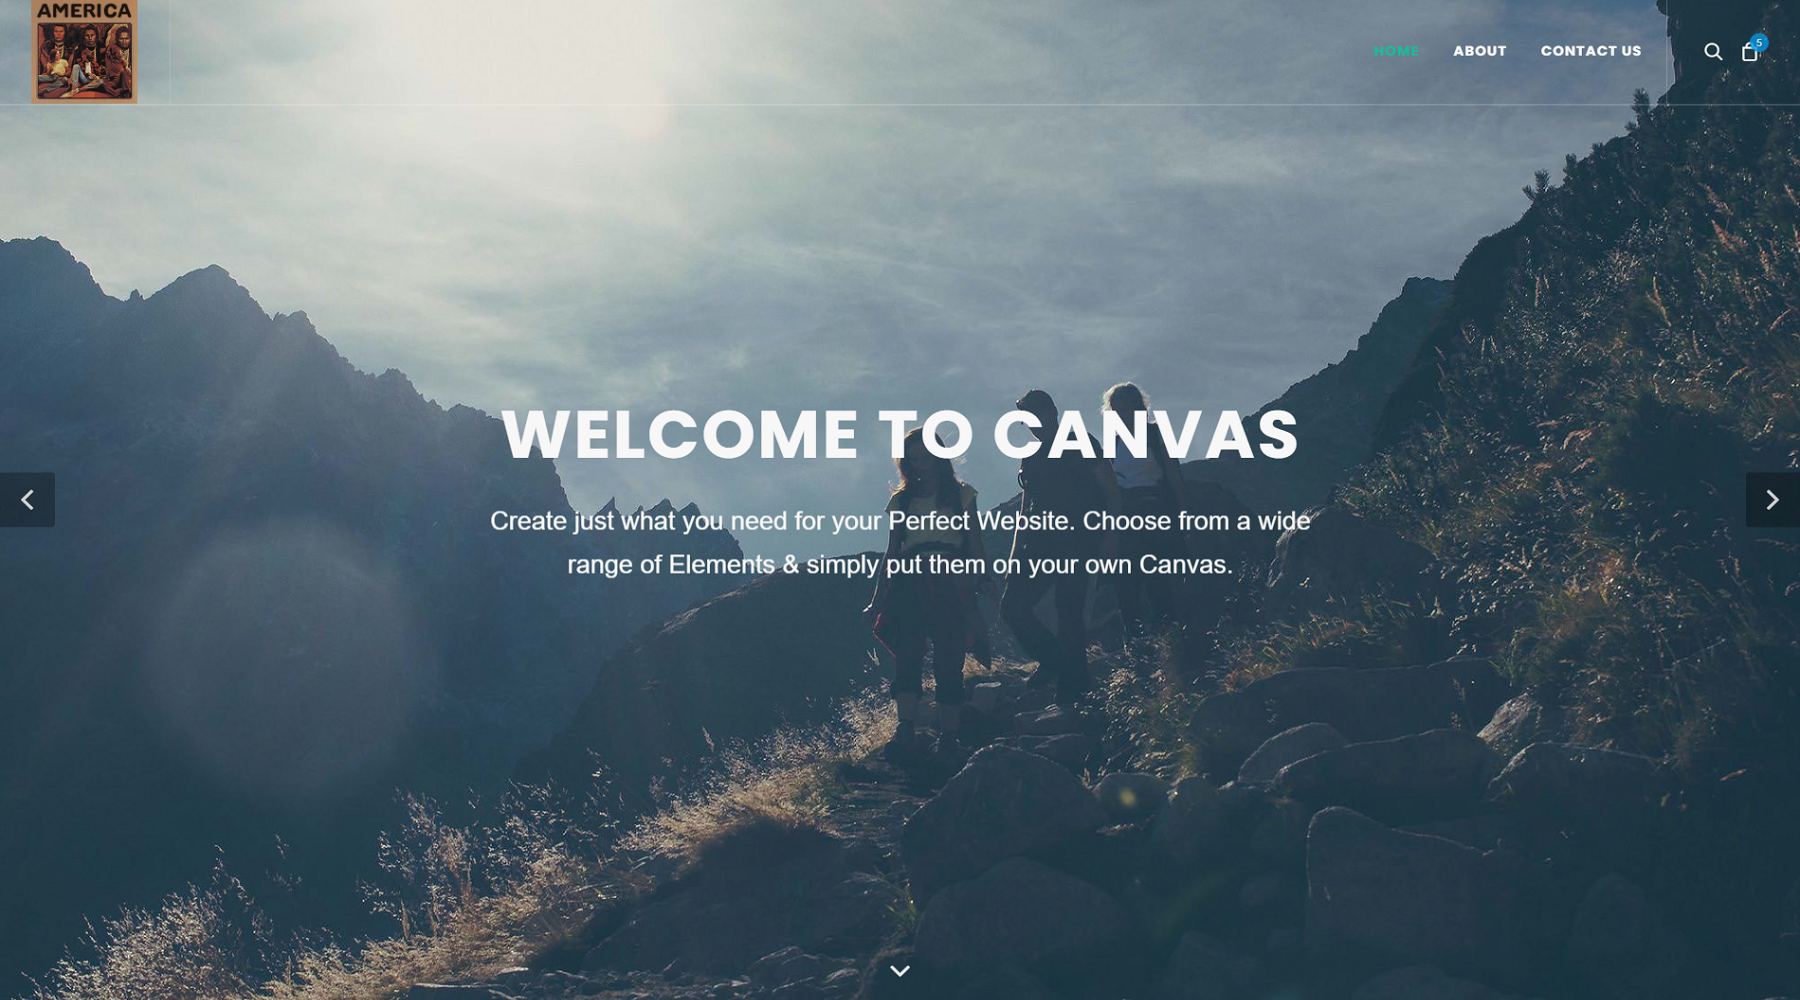 AMERICA
HOME
ABOUT
CONTACT US
5
WELCOME TO CANVAS
Create just what you need for your Perfect Website. Choose from a wide
range of Elements & simply put them on your own Canvas.